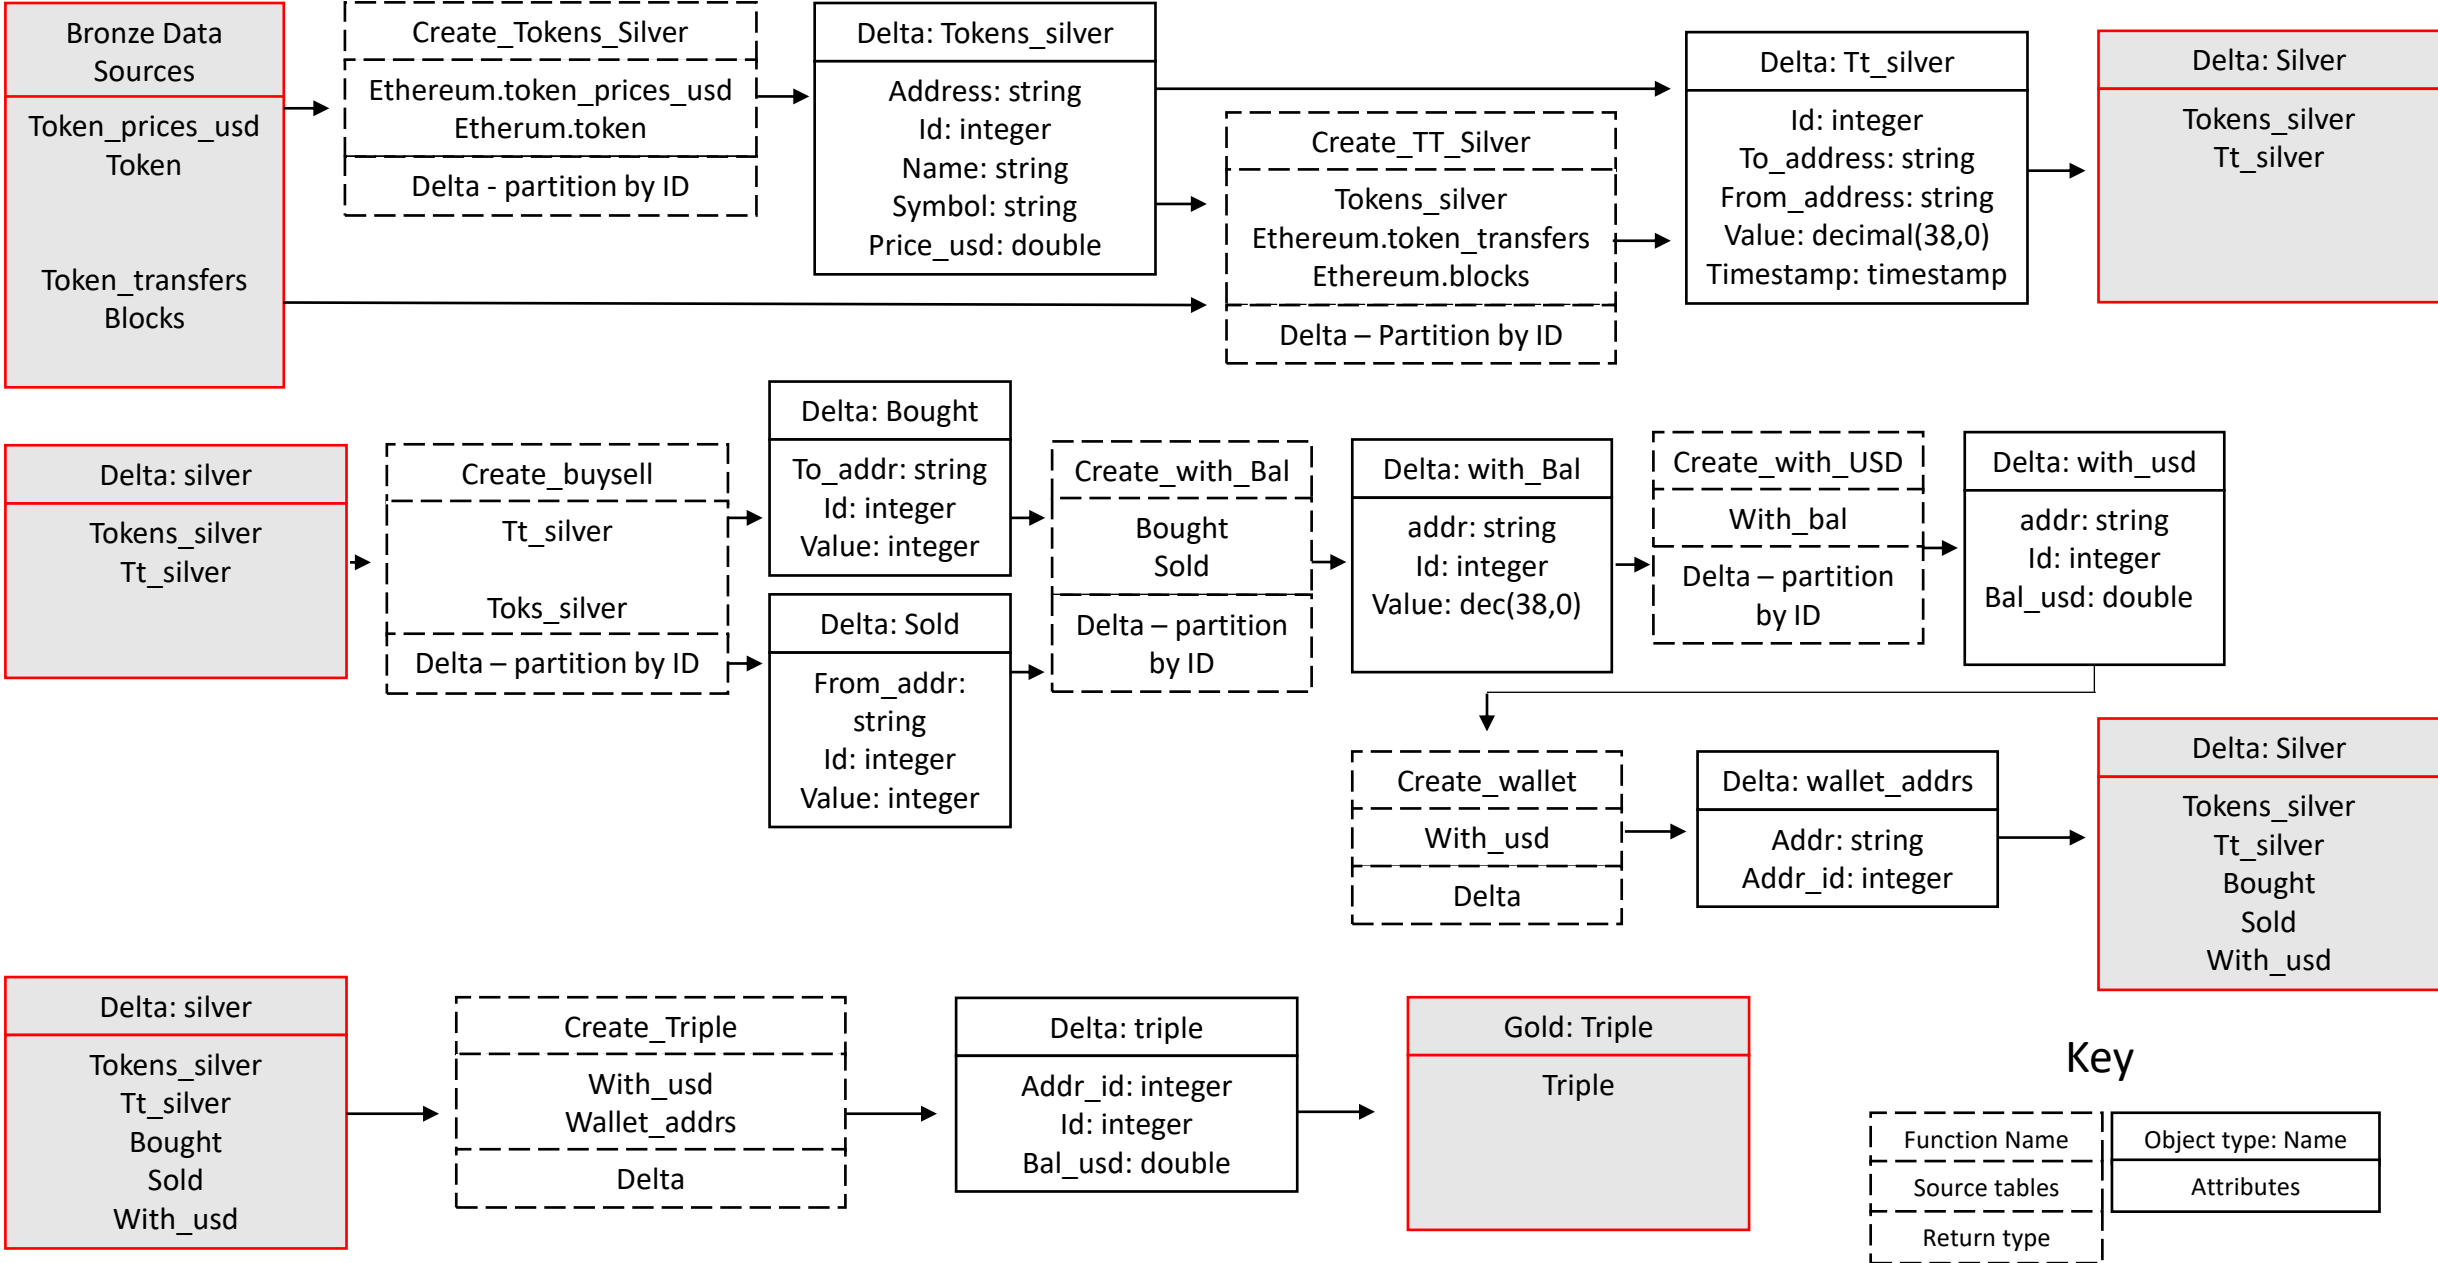 Bronze Data
Sources
Token_prices_usd
Token
Token_transfers
Blocks
Create_Tokens_Silver
Ethereum.token_prices_usd
Etherum.token
Delta - partition by ID
Delta: Tokens_silver
Address: string
Id: integer
Name: string
Symbol: string
Price_usd: double
Create_TT_Silver
Tokens_silver
Ethereum.token_transfers
Ethereum.blocks
Delta – Partition by ID
Delta: Tt_silver
Id: integer
To_address: string
From_address: string
Value: decimal(38,0)
Timestamp: timestamp
Delta: Silver
Tokens_silver
Tt_silver
Delta: silver
Tokens_silver
Tt_silver
Create_buysell
Tt_silver
Toks_silver
Delta – partition by ID
Delta: Bought
To_addr: string
Id: integer
Value: integer
Delta: Sold
From_addr:
string
Id: integer
Value: integer
Create_with_Bal
Bought
Sold
Delta – partition
by ID
Delta: with_Bal
addr: string
Id: integer
Value: dec(38,0)
Create_with_USD
With_bal
Delta – partition
by ID
Delta: with_usd
addr: string
Id: integer
Bal_usd: double
Create_wallet
With_usd
Delta
Delta: wallet_addrs
Addr: string
Addr_id: integer
Delta: Silver
Tokens_silver
Tt_silver
Bought
Sold
With_usd
Delta: silver
Tokens_silver
Tt_silver
Bought
Sold
With_usd
Create_Triple
With_usd
Wallet_addrs
Delta
Delta: triple
Addr_id: integer
Id: integer
Bal_usd: double
Gold: Triple
Triple
Key
Function Name
Source tables
Return type
Object type: Name
Attributes